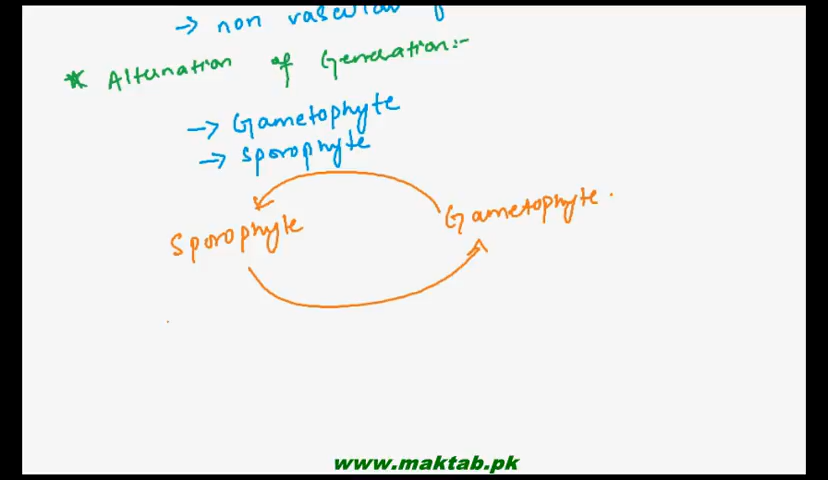 → non vascular
* Alternation of Generation:-
→ Gametophyte
→ Sporophyte
Sporophyte
Gametophyte.
www.maktab.pk